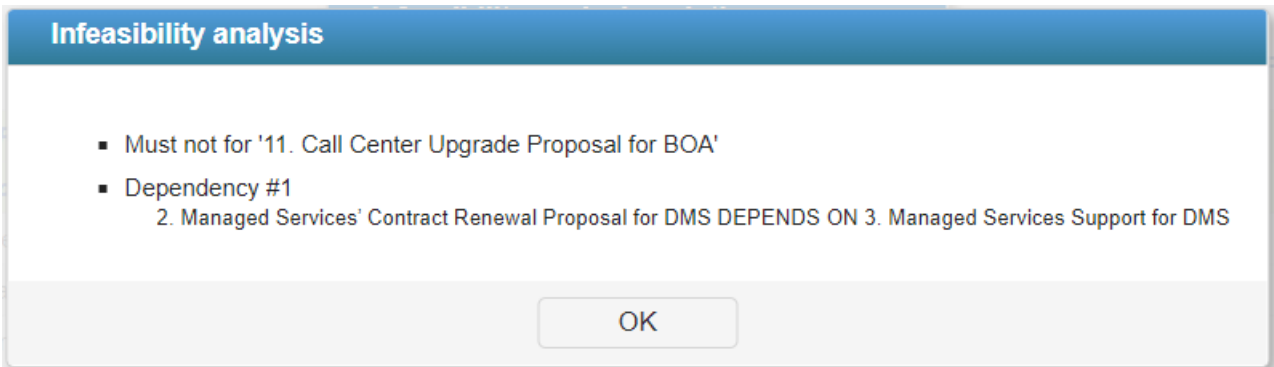 Infeasibility analysis
▪ Must not for '11. Call Center Upgrade Proposal for BOA'
▪ Dependency #1
2. Managed Services’ Contract Renewal Proposal for DMS DEPENDS ON 3. Managed Services Support for DMS
OK